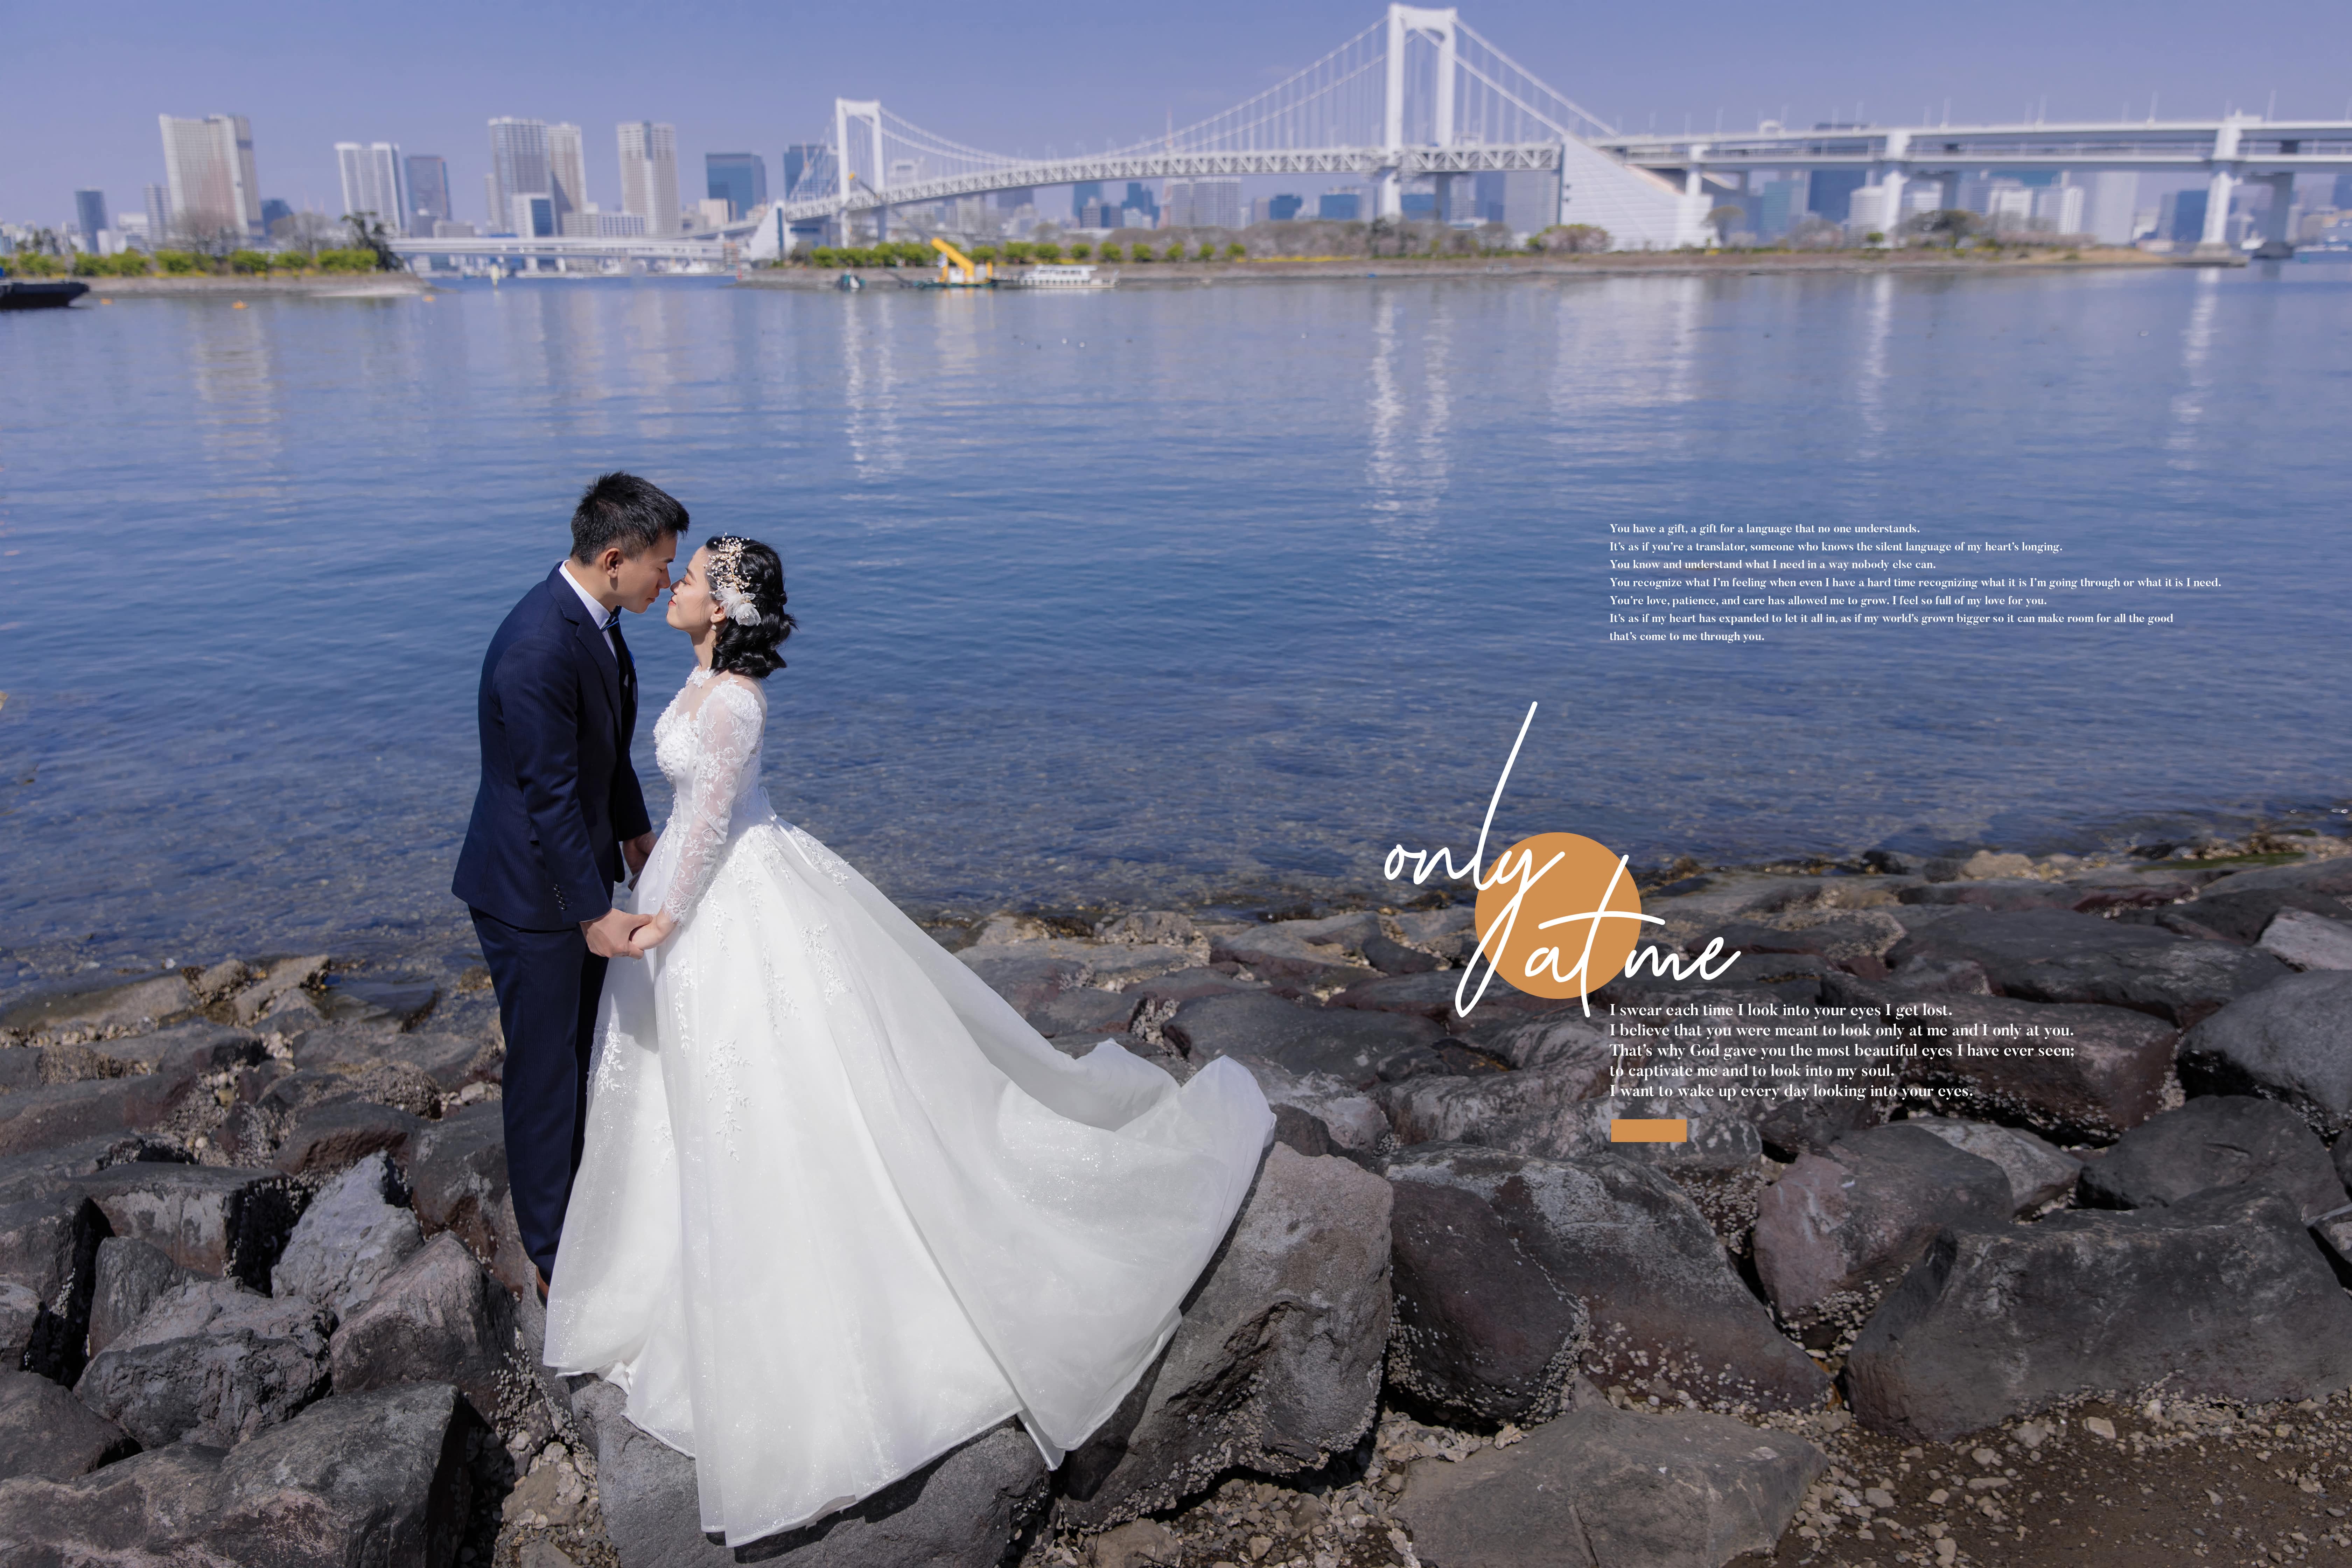 You have a gift, a gift for a language that no one understands.
It's as if you're a translator, someone who knows the silent language of my heart's longing.
You know and understand what I need in a way nobody else can.
You recognize what I'm feeling when even I have a hard time recognizing what it is I'm going through or what it is I need.
You're love, patience, and care has allowed me to grow. I feel so full of my love for you.
It's as if my heart has expanded to let it all in, as if my world's grown bigger so it can make room for all the good
that's come to me through you.
only
at me
I swear each time I look into your eyes I get lost.
I believe that you were meant to look only at me and I only at you.
That's why God gave you the most beautiful eyes I have ever seen;
to captivate me and to look into my soul.
I want to wake up every day looking into your eyes.